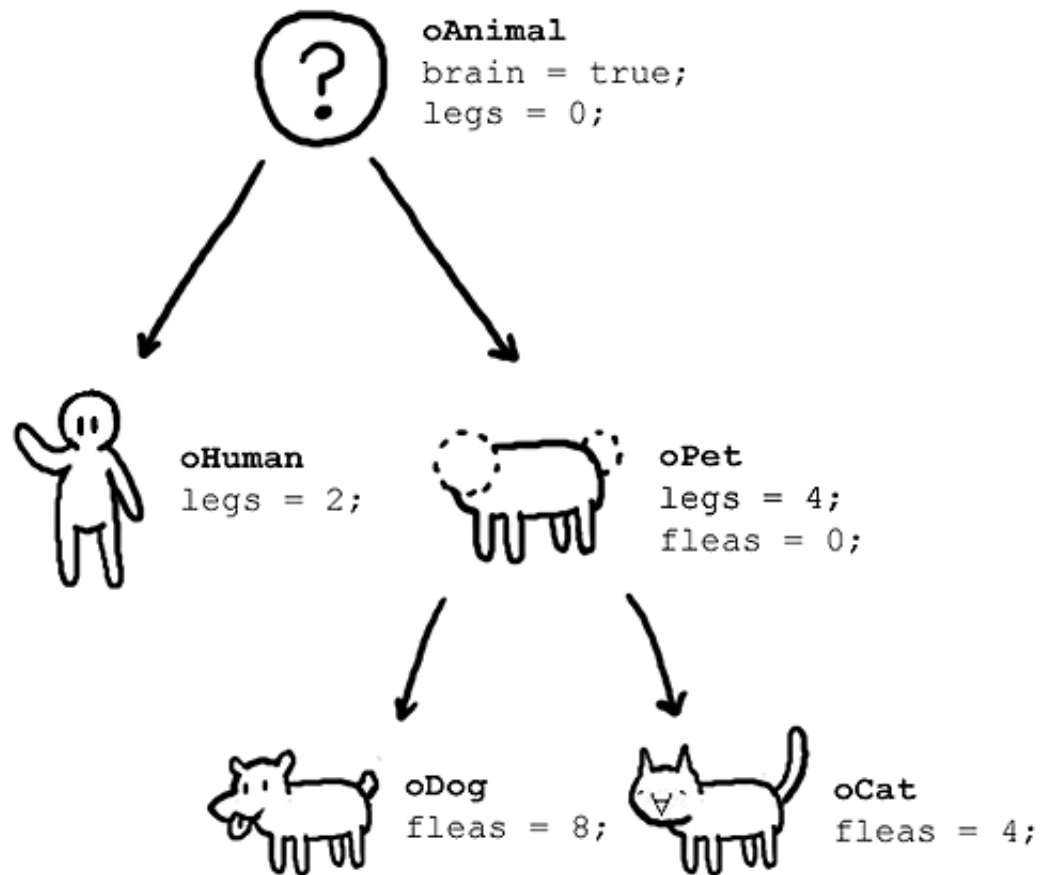 ?
oAnimal
brain = true;
legs = 0;
oHuman
legs = 2;
oPet
legs = 4;
fleas = 0;
oDog
fleas = 8;
oCat
fleas = 4;